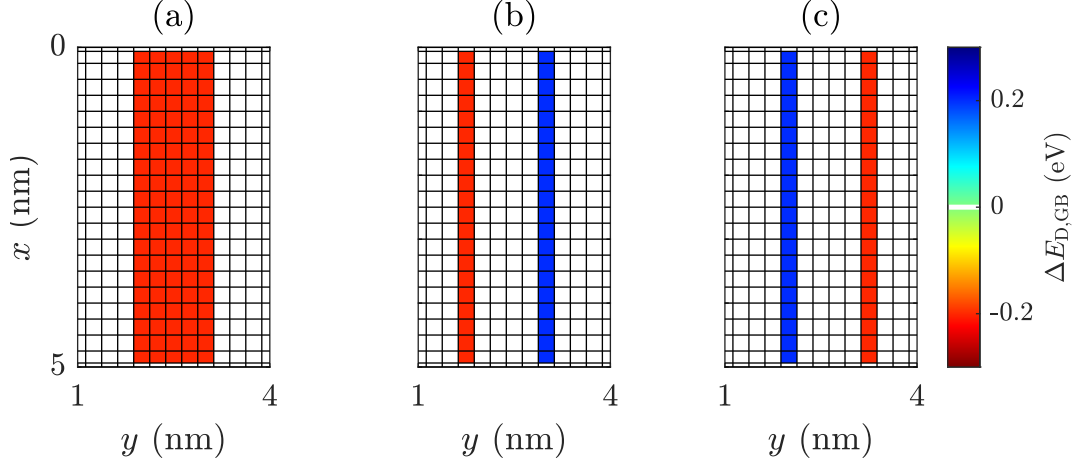 (a) (b) (c)
0
5
x (nm)
1 4
1 4
1 4
y (nm)
y (nm)
y (nm)
0.2
0
-0.2
ΔE_D,GB (eV)